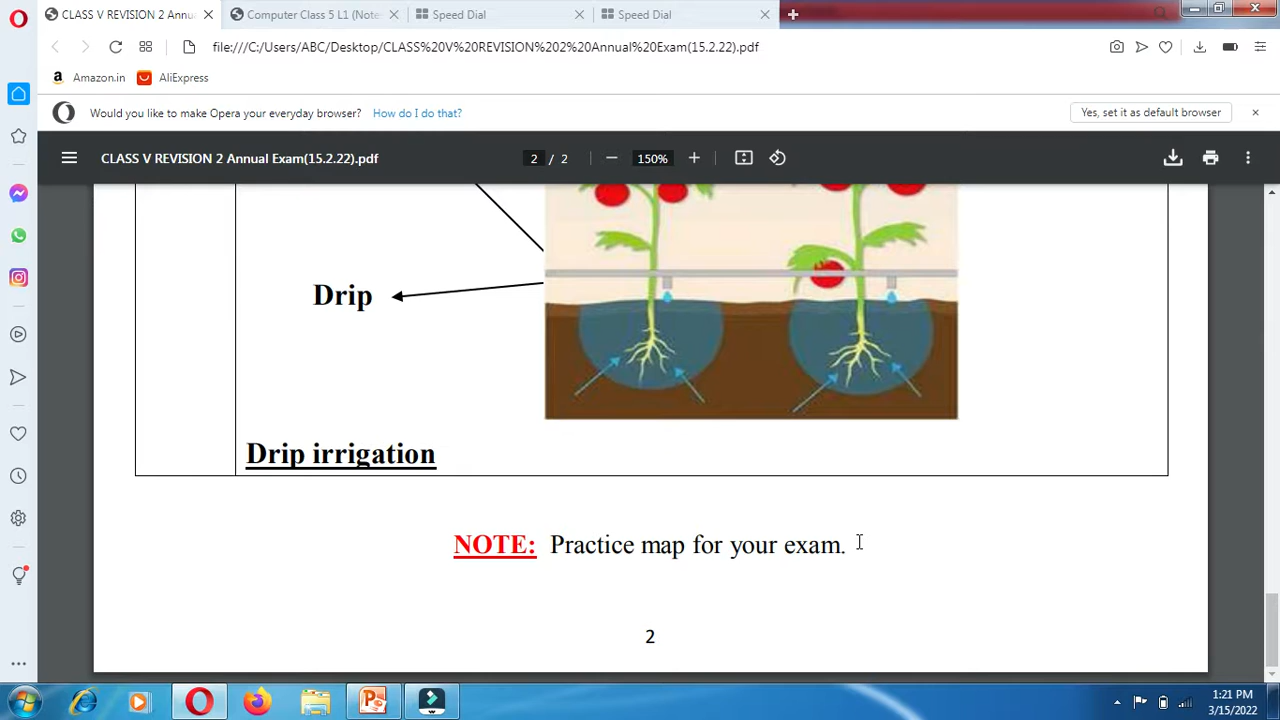 CLASS V REVISION 2 Annu
Computer Class 5 L1 (Note
Speed Dial
Speed Dial
file:///C:/Users/ABC/Desktop/CLASS%20V%20REVISION%202%20Annual%20Exam(15.2.22).pdf
Amazon.in
AliExpress
Would you like to make Opera your everyday browser?
How do I do that?
Yes, set it as default browser
CLASS V REVISION 2 Annual Exam(15.2.22).pdf
2 / 2
150%
Drip
Drip irrigation
NOTE: Practice map for your exam.
2
1:21 PM
3/15/2022